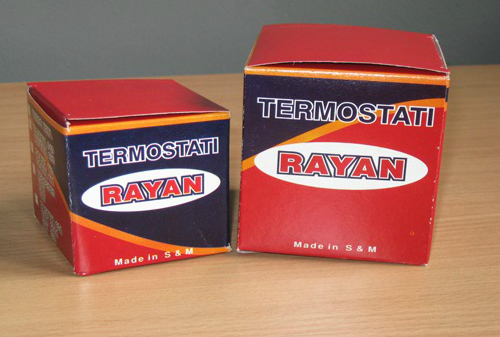 TERMOSTATI
RAYAN
Made in S & M
TERMOSTATI
RAYAN
Made in S & M